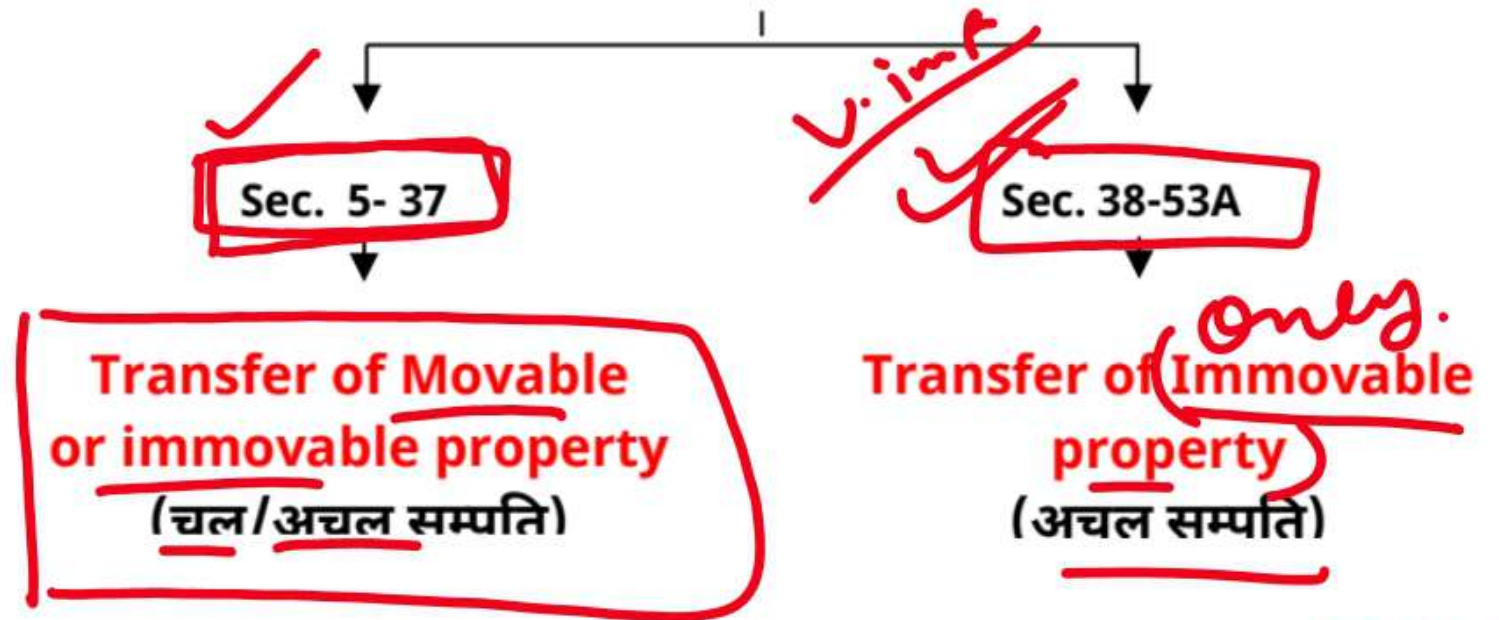 V. imp
Sec. 5- 37
Sec. 38-53A
only.
Transfer of Movable
or immovable property
(चल/अचल सम्पति)
Transfer of (Immovable
property)
(अचल सम्पति)